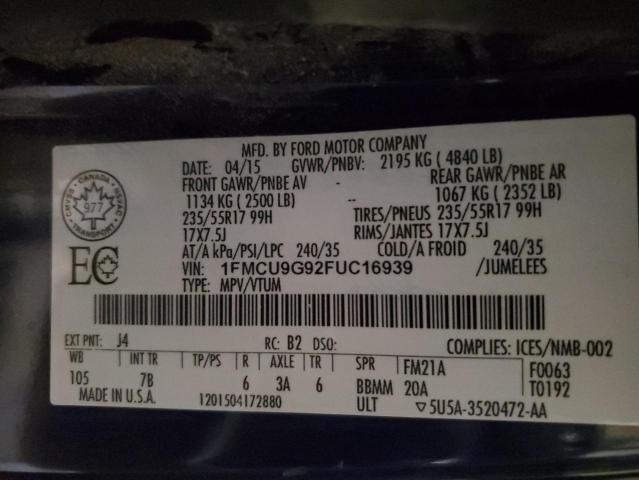 MFD. BY FORD MOTOR COMPANY
DATE: 04/15 GVWR/PNBV: 2195 KG ( 4840 LB)
FRONT GAWR/PNBE AV - REAR GAWR/PNBE AR
1134 KG ( 2500 LB) -- 1067 KG ( 2352 LB)
235/55R17 99H TIRES/PNEUS 235/55R17 99H
17X7.5J RIMS/JANTES 17X7.5J
AT/A kPa/PSI/LPC 240/35 COLD/A FROID 240/35
VIN: 1FMCU9G92FUC16939 /JUMELEES
TYPE: MPV/VTUM
CMVSS · CANADA · NSVAC
977
TRANSPORT
EC
EXT PNT: J4 RC: B2 DSO: COMPLIES: ICES/NMB-002
WB INT TR TP/PS R AXLE TR SPR FM21A F0063
105 7B 6 3A 6 BBMM 20A T0192
MADE IN U.S.A. 1201504172880 ULT ▽5U5A-3520472-AA